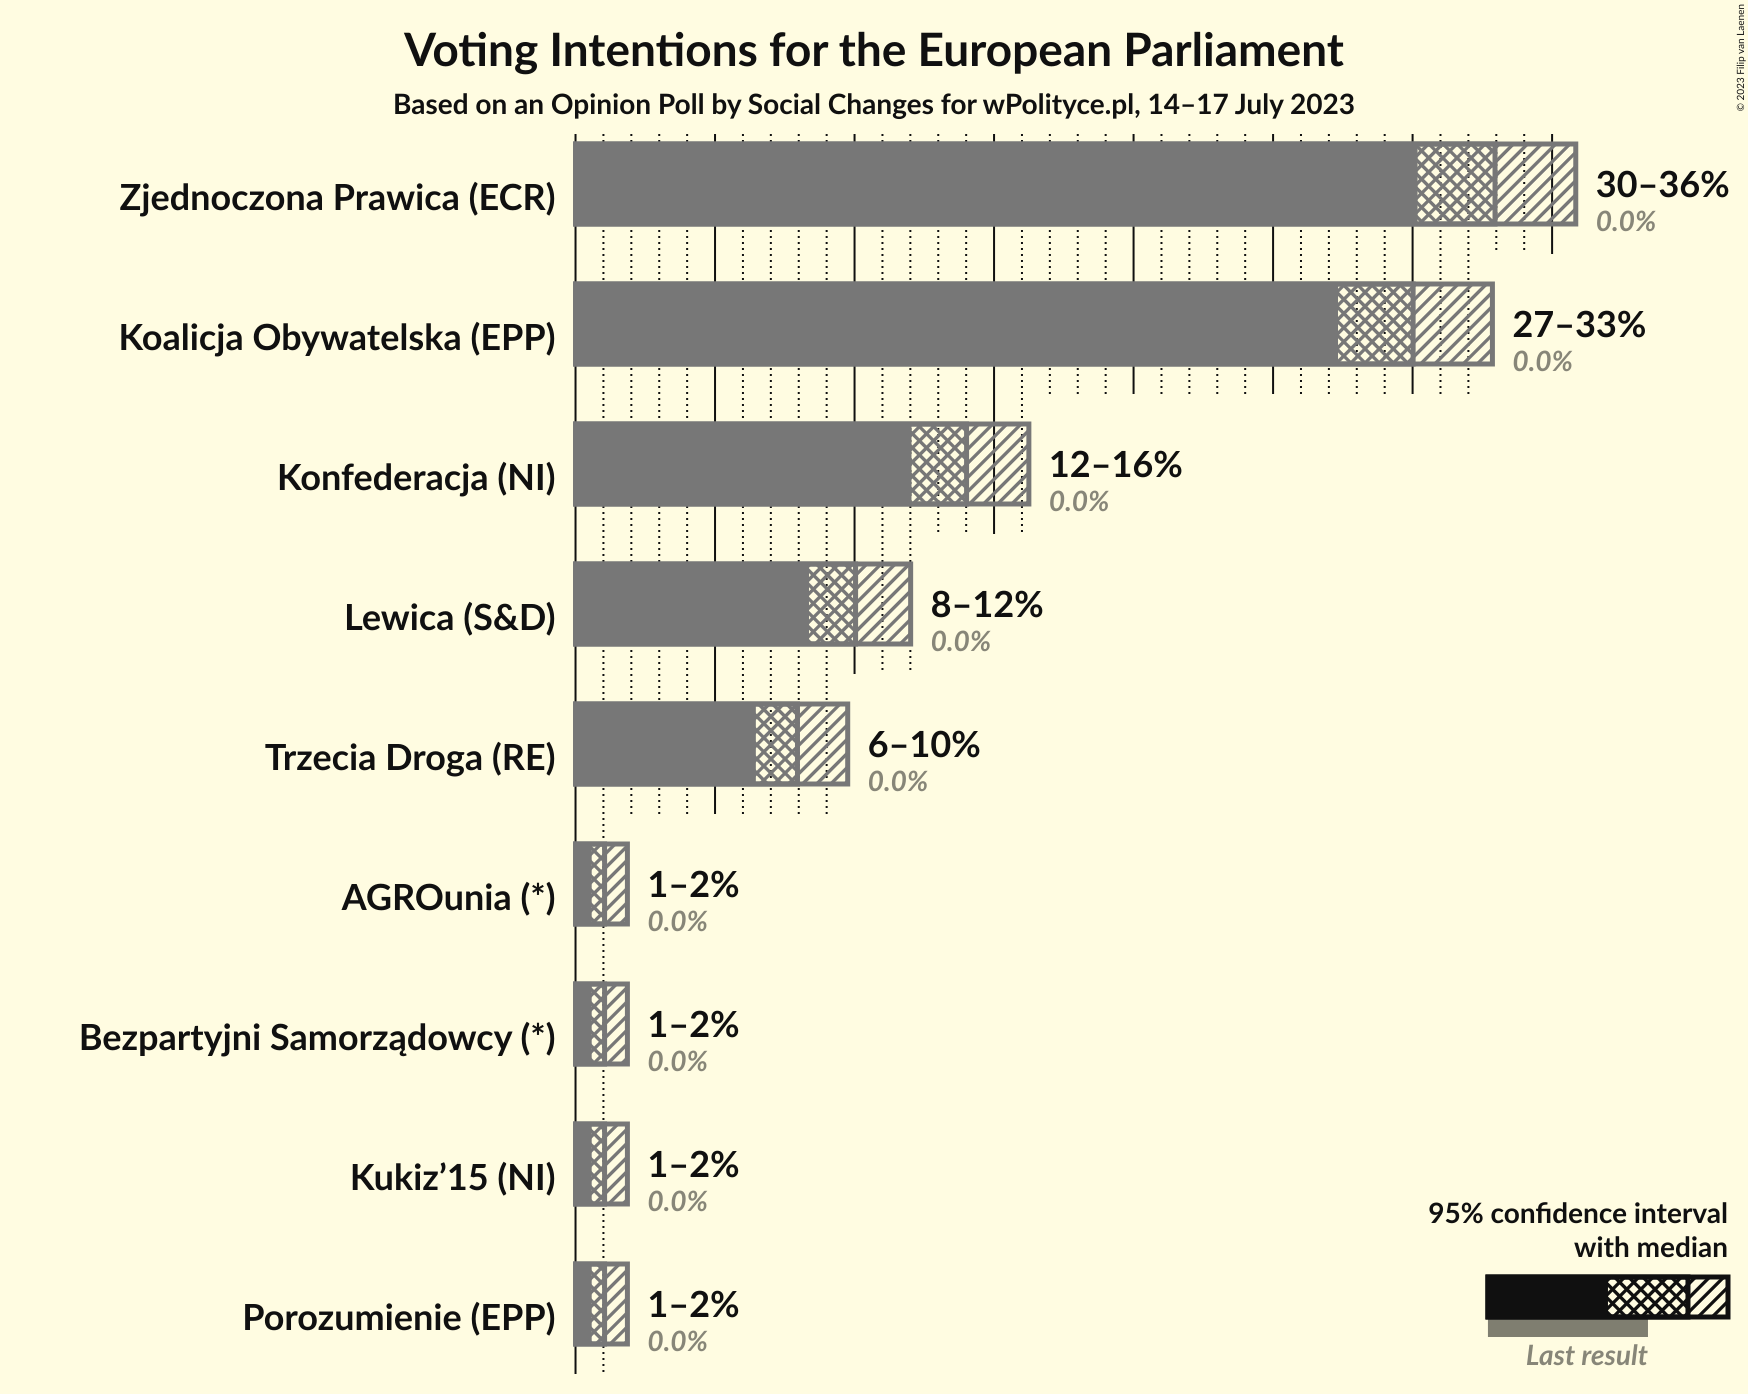 Voting Intentions for the European Parliament
Based on an Opinion Poll by Social Changes for wPolityce.pl, 14–17 July 2023
© 2023 Filip van Laenen
Zjednoczona Prawica (ECR)
30–36%
0.0%
Koalicja Obywatelska (EPP)
27–33%
0.0%
Konfederacja (NI)
12–16%
0.0%
Lewica (S&D)
8–12%
0.0%
Trzecia Droga (RE)
6–10%
0.0%
AGROunia (*)
1–2%
0.0%
Bezpartyjni Samorządowcy (*)
1–2%
0.0%
Kukiz’15 (NI)
1–2%
0.0%
Porozumienie (EPP)
1–2%
0.0%
95% confidence interval
with median
Last result